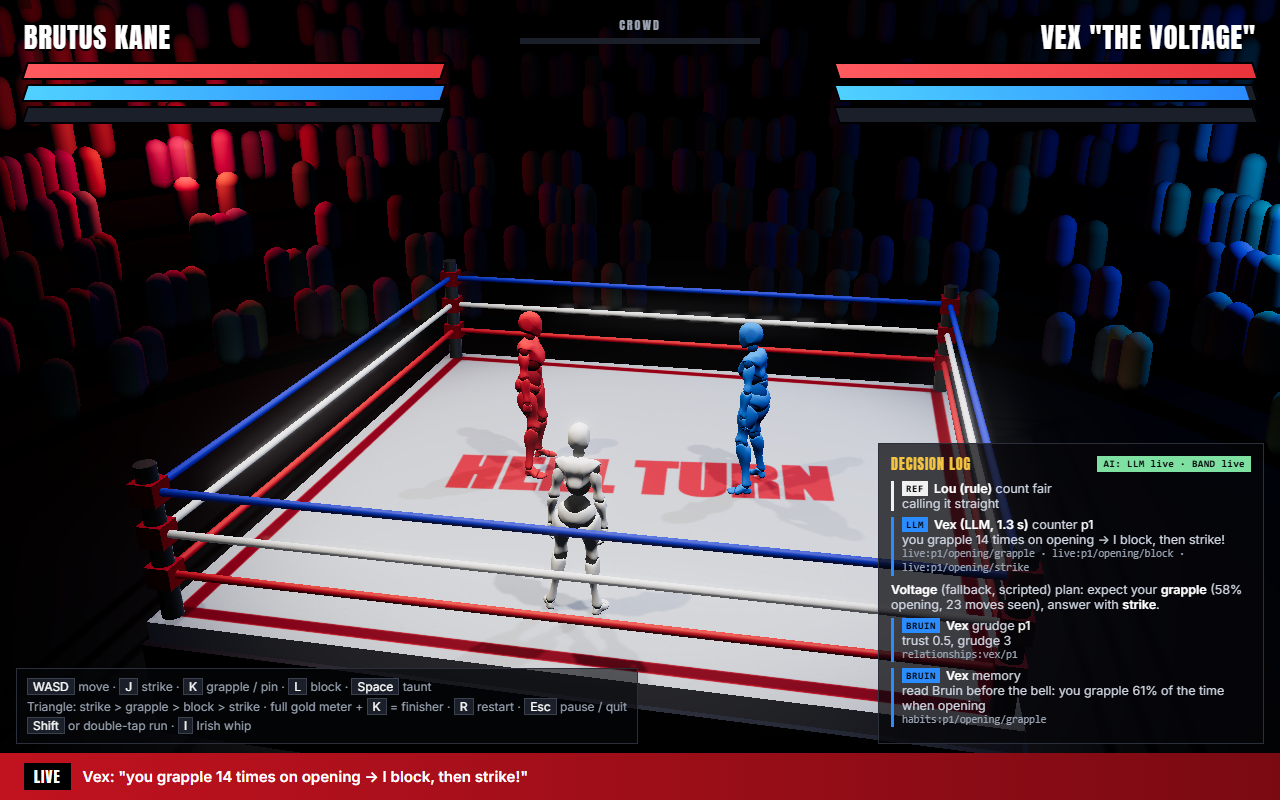 BRUTUS KANE
CROWD
VEX "THE VOLTAGE"
HEEL TURN
DECISION LOG
AI: LLM live · BAND live
REF Lou (rule) count fair
calling it straight
LLM Vex (LLM, 1.3 s) counter p1
you grapple 14 times on opening → I block, then strike!
live:p1/opening/grapple · live:p1/opening/block ·
live:p1/opening/strike
Voltage (fallback, scripted) plan: expect your grapple (58%
opening, 23 moves seen), answer with strike.
BRUIN Vex grudge p1
trust 0.5, grudge 3
relationships:vex/p1
BRUIN Vex memory
read Bruin before the bell: you grapple 61% of the time
when opening
habits:p1/opening/grapple
WASD move · J strike · K grapple / pin · L block · Space taunt
Triangle: strike > grapple > block > strike · full gold meter + K = finisher · R restart · Esc pause / quit
Shift or double-tap run · I Irish whip
LIVE Vex: "you grapple 14 times on opening → I block, then strike!"